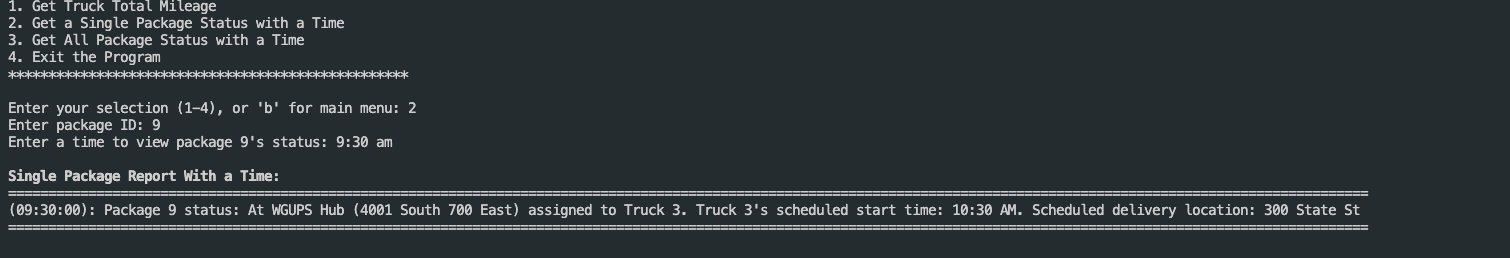 1. Get Truck Total Mileage
2. Get a Single Package Status with a Time
3. Get All Package Status with a Time
4. Exit the Program
**************************************************
Enter your selection (1-4), or 'b' for main menu: 2
Enter package ID: 9
Enter a time to view package 9's status: 9:30 am
Single Package Report With a Time:
==========================================================================================================================================================================
(09:30:00): Package 9 status: At WGUPS Hub (4001 South 700 East) assigned to Truck 3. Truck 3's scheduled start time: 10:30 AM. Scheduled delivery location: 300 State St
==========================================================================================================================================================================